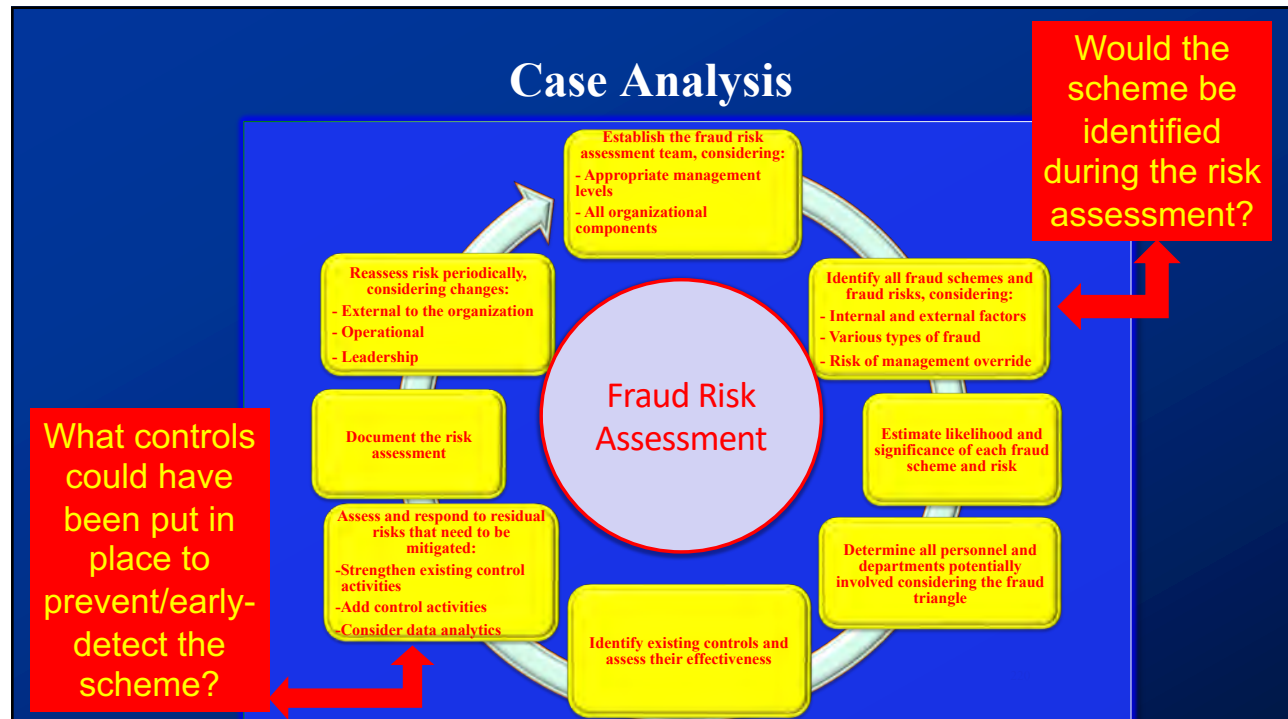 Case Analysis
Would the
scheme be
identified
during the risk
assessment?
Establish the fraud risk
assessment team, considering:
- Appropriate management
levels
- All organizational
components
Identify all fraud schemes and
fraud risks, considering:
- Internal and external factors
- Various types of fraud
- Risk of management override
Estimate likelihood and
significance of each fraud
scheme and risk
Determine all personnel and
departments potentially
involved considering the fraud
triangle
Identify existing controls and
assess their effectiveness
Assess and respond to residual
risks that need to be
mitigated:
-Strengthen existing control
activities
-Add control activities
-Consider data analytics
Document the risk
assessment
Reassess risk periodically,
considering changes:
- External to the organization
- Operational
- Leadership
Fraud Risk
Assessment
What controls
could have
been put in
place to
prevent/early-
detect the
scheme?